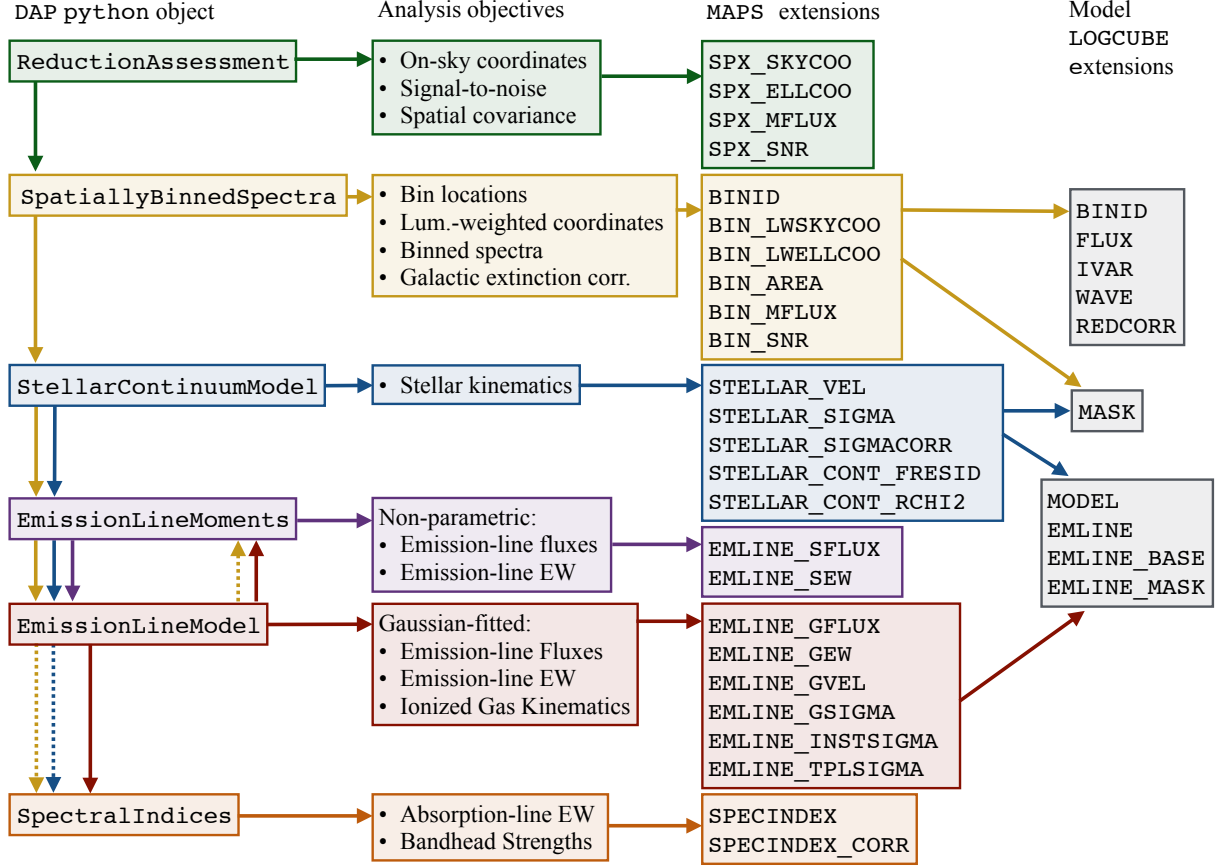 DAP python object
Analysis objectives
MAPS extensions
Model
LOGCUBE
extensions
ReductionAssessment
• On-sky coordinates
• Signal-to-noise
• Spatial covariance
SPX_SKYCOO
SPX_ELLCOO
SPX_MFLUX
SPX_SNR
SpatiallyBinnedSpectra
• Bin locations
• Lum.-weighted coordinates
• Binned spectra
• Galactic extinction corr.
BINID
BIN_LWSKYCOO
BIN_LWELLCOO
BIN_AREA
BIN_MFLUX
BIN_SNR
BINID
FLUX
IVAR
WAVE
REDCORR
StellarContinuumModel
• Stellar kinematics
STELLAR_VEL
STELLAR_SIGMA
STELLAR_SIGMACORR
STELLAR_CONT_FRESID
STELLAR_CONT_RCHI2
MASK
MODEL
EMLINE
EMLINE_BASE
EMLINE_MASK
EmissionLineMoments
Non-parametric:
• Emission-line fluxes
• Emission-line EW
EMLINE_SFLUX
EMLINE_SEW
EmissionLineModel
Gaussian-fitted:
• Emission-line Fluxes
• Emission-line EW
• Ionized Gas Kinematics
EMLINE_GFLUX
EMLINE_GEW
EMLINE_GVEL
EMLINE_GSIGMA
EMLINE_INSTSIGMA
EMLINE_TPLSIGMA
SpectralIndices
• Absorption-line EW
• Bandhead Strengths
SPECINDEX
SPECINDEX_CORR